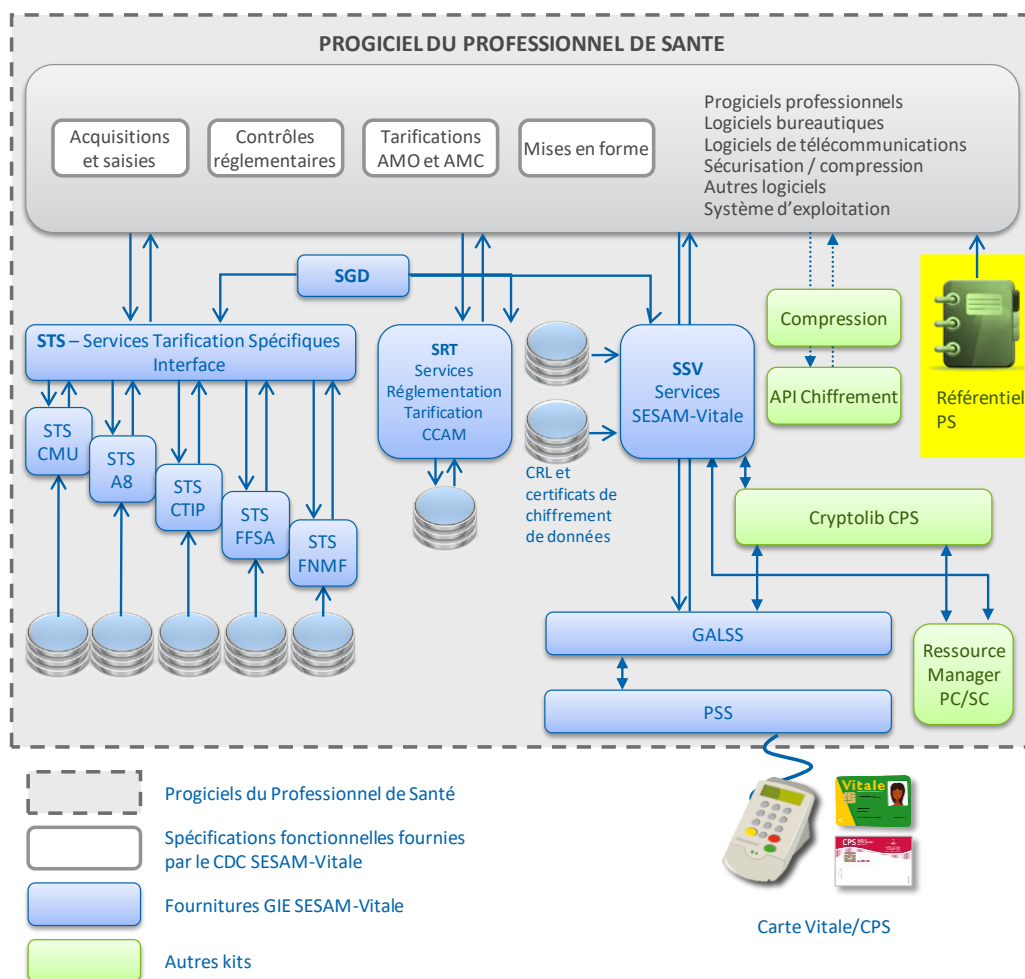 PROGICIEL DU PROFESSIONNEL DE SANTE
Acquisitions
et saisies
Contrôles
réglementaires
Tarifications
AMO et AMC
Mises en forme
Progiciels professionnels
Logiciels bureautiques
Logiciels de télécommunications
Sécurisation / compression
Autres logiciels
Système d'exploitation
SGD
STS – Services Tarification Spécifiques
Interface
SRT
Services
Réglementation
Tarification
CCAM
SSV
Services
SESAM-Vitale
Compression
API Chiffrement
Référentiel
PS
STS
CMU
STS
A8
STS
CTIP
STS
FFSA
STS
FNMF
CRL et
certificats de
chiffrement
de données
Cryptolib CPS
GALSS
Ressource
Manager
PC/SC
PSS
Progiciels du Professionnel de Santé
Spécifications fonctionnelles fournies
par le CDC SESAM-Vitale
Fournitures GIE SESAM-Vitale
Autres kits
Vitale
CPS
Carte Vitale/CPS